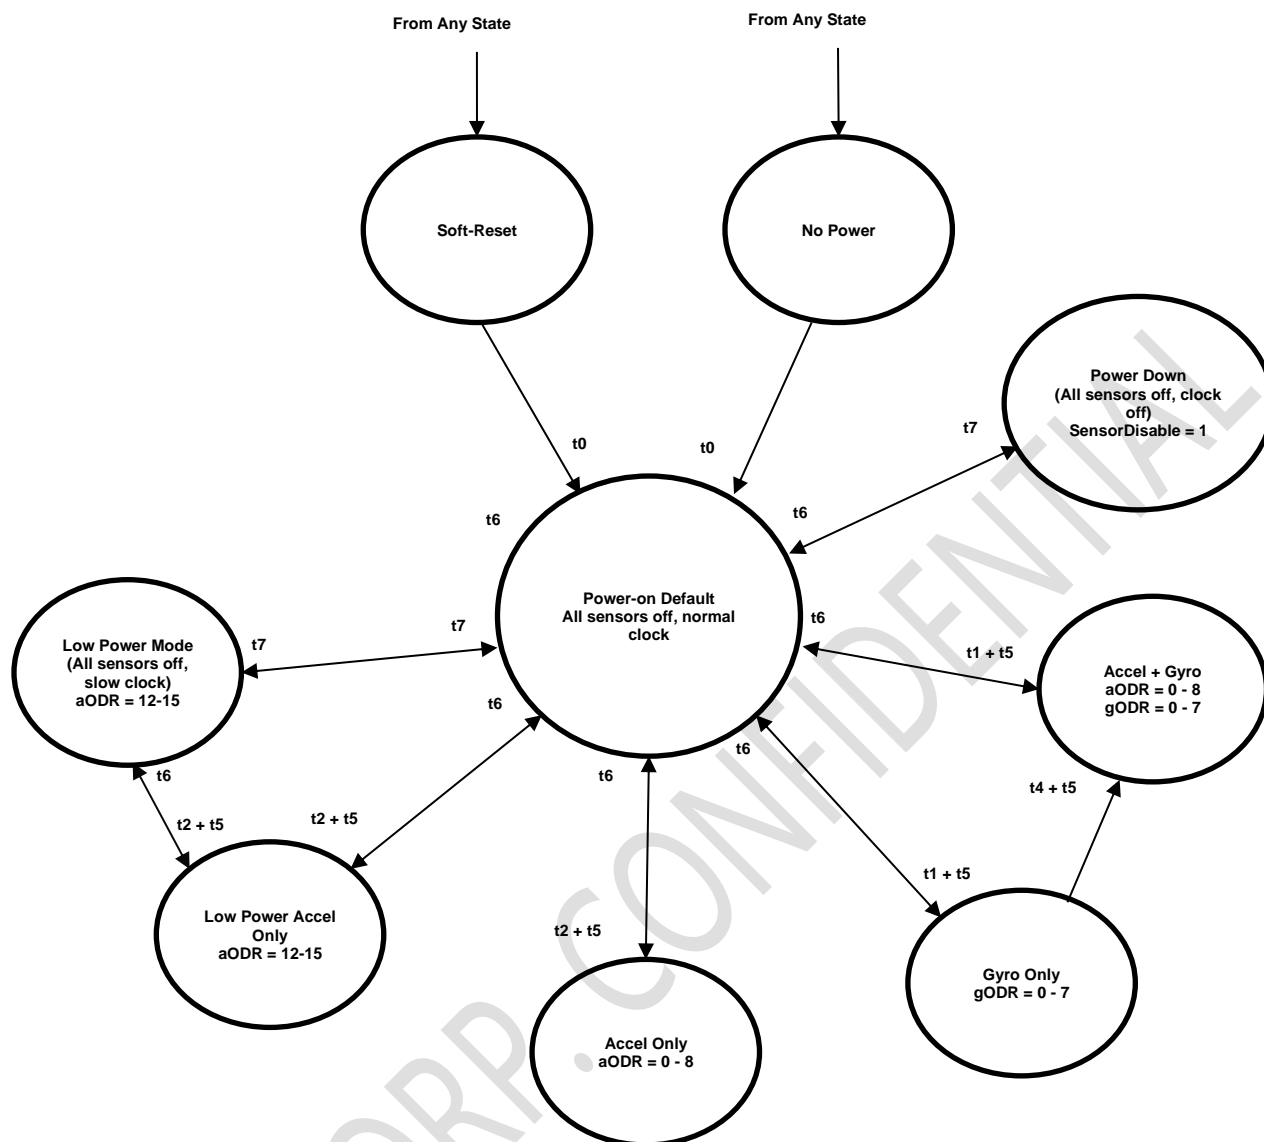 From Any State
From Any State
Soft-Reset
No Power
Power Down
(All sensors off, clock
off)
SensorDisable = 1
t7
t0
t0
t6
t6
Power-on Default
All sensors off, normal
clock
t6
t7
Low Power Mode
(All sensors off,
slow clock)
aODR = 12-15
t1 + t5
Accel + Gyro
aODR = 0 - 8
gODR = 0 - 7
t6
t6
t6
t6
t4 + t5
t2 + t5
t2 + t5
t1 + t5
Low Power Accel
Only
aODR = 12-15
t2 + t5
Gyro Only
gODR = 0 - 7
Accel Only
aODR = 0 - 8
ORP. CONFIDENTIAL